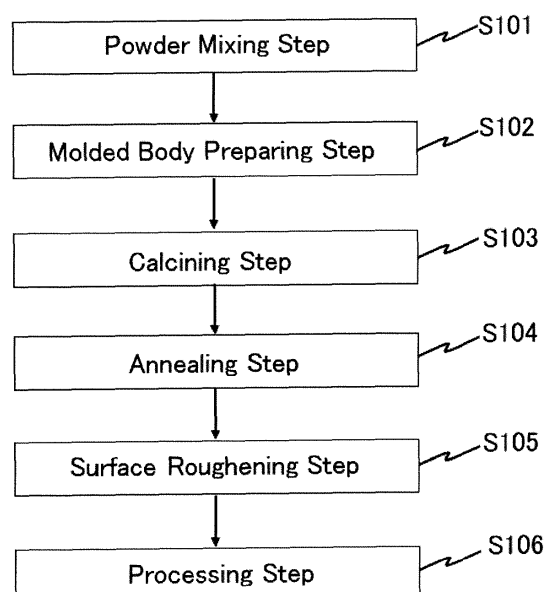 Powder Mixing Step
S101
Molded Body Preparing Step
S102
Calcining Step
S103
Annealing Step
S104
Surface Roughening Step
S105
Processing Step
S106